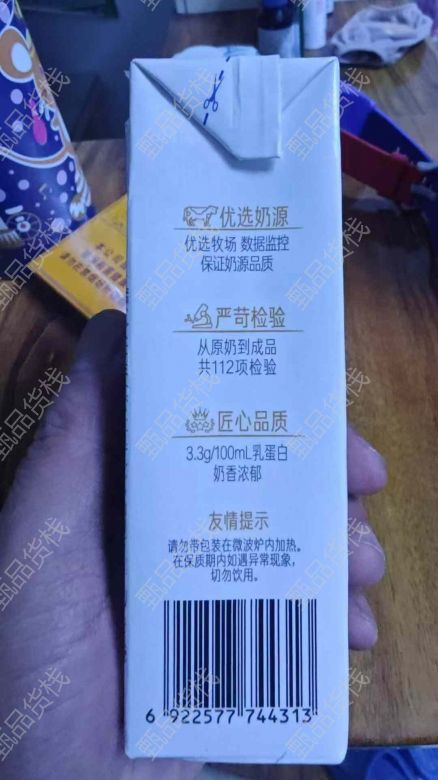 优选奶源
优选牧场 数据监控
保证奶源品质
严苛检验
从原奶到成品
共112项检验
匠心品质
3.3g/100mL乳蛋白
奶香浓郁
友情提示
请勿带包装在微波炉内加热。
在保质期内如遇异常现象，
切勿饮用。
6 922577 744313
甄品货栈